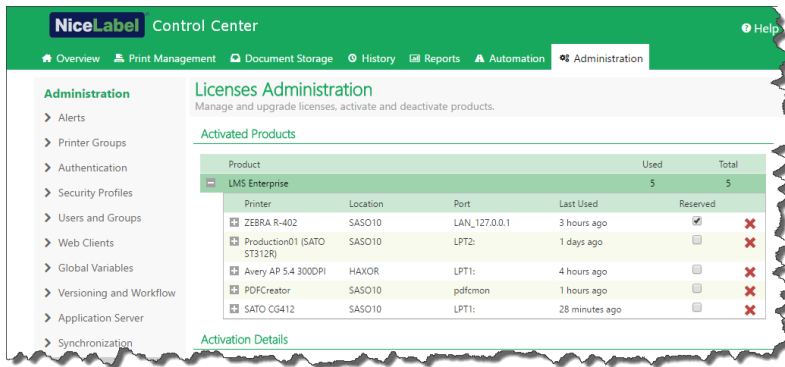 NiceLabel Control Center
Help
Overview Print Management Document Storage History Reports Automation Administration
Administration
Alerts
Printer Groups
Authentication
Security Profiles
Users and Groups
Web Clients
Global Variables
Versioning and Workflow
Application Server
Synchronization
Licenses Administration
Manage and upgrade licenses, activate and deactivate products.
Activated Products
Product Used Total
LMS Enterprise 5 5
Printer Location Port Last Used Reserved
ZEBRA R-402 SASO10 LAN_127.0.0.1 3 hours ago
Production01 (SATO SASO10 LPT2: 1 days ago
ST312R)
Avery AP 5.4 300DPI HAXOR LPT1: 4 hours ago
PDFCreator SASO10 pdfcmon 1 hours ago
SATO CG412 SASO10 LPT1: 28 minutes ago
Activation Details